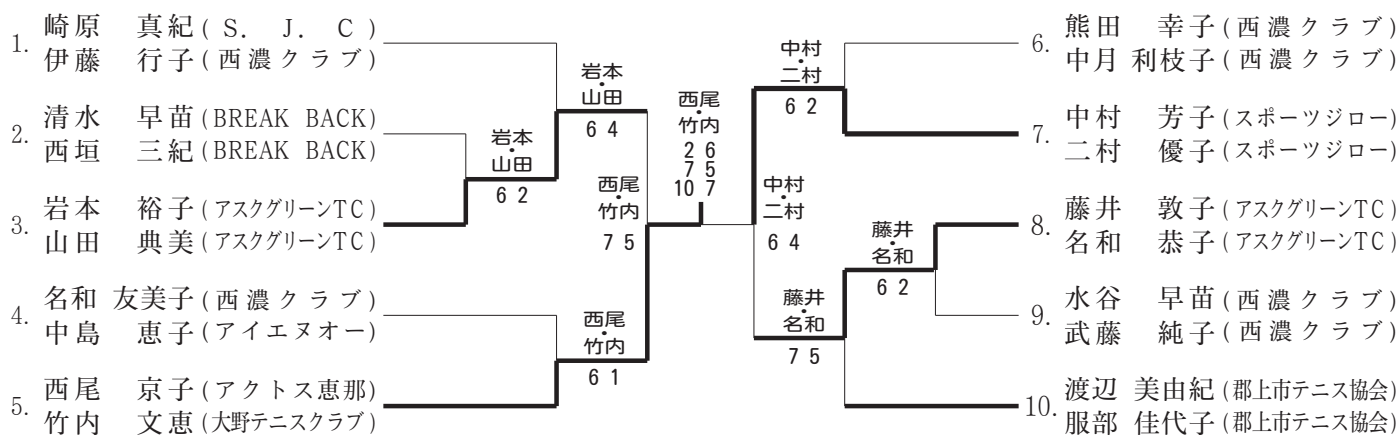 1. 崎原 真紀(S. J. C)
伊藤 行子(西濃クラブ)
2. 清水 早苗(BREAK BACK)
西垣 三紀(BREAK BACK)
3. 岩本 裕子(アスクグリーンTC)
山田 典美(アスクグリーンTC)
4. 名和 友美子(西濃クラブ)
中島 恵子(アイエヌオー)
5. 西尾 京子(アクトス恵那)
竹内 文恵(大野テニスクラブ)
岩本・
山田
6 2
岩本・
山田
6 4
西尾・
竹内
6 1
西尾・
竹内
7 5
西尾・
竹内
2 6
7 5
10 7
中村・
二村
6 2
中村・
二村
6 4
藤井・
名和
6 2
藤井・
名和
7 5
6. 熊田 幸子(西濃クラブ)
中月 利枝子(西濃クラブ)
7. 中村 芳子(スポーツジロー)
二村 優子(スポーツジロー)
8. 藤井 敦子(アスクグリーンTC)
名和 恭子(アスクグリーンTC)
9. 水谷 早苗(西濃クラブ)
武藤 純子(西濃クラブ)
10. 渡辺 美由紀(郡上市テニス協会)
服部 佳代子(郡上市テニス協会)